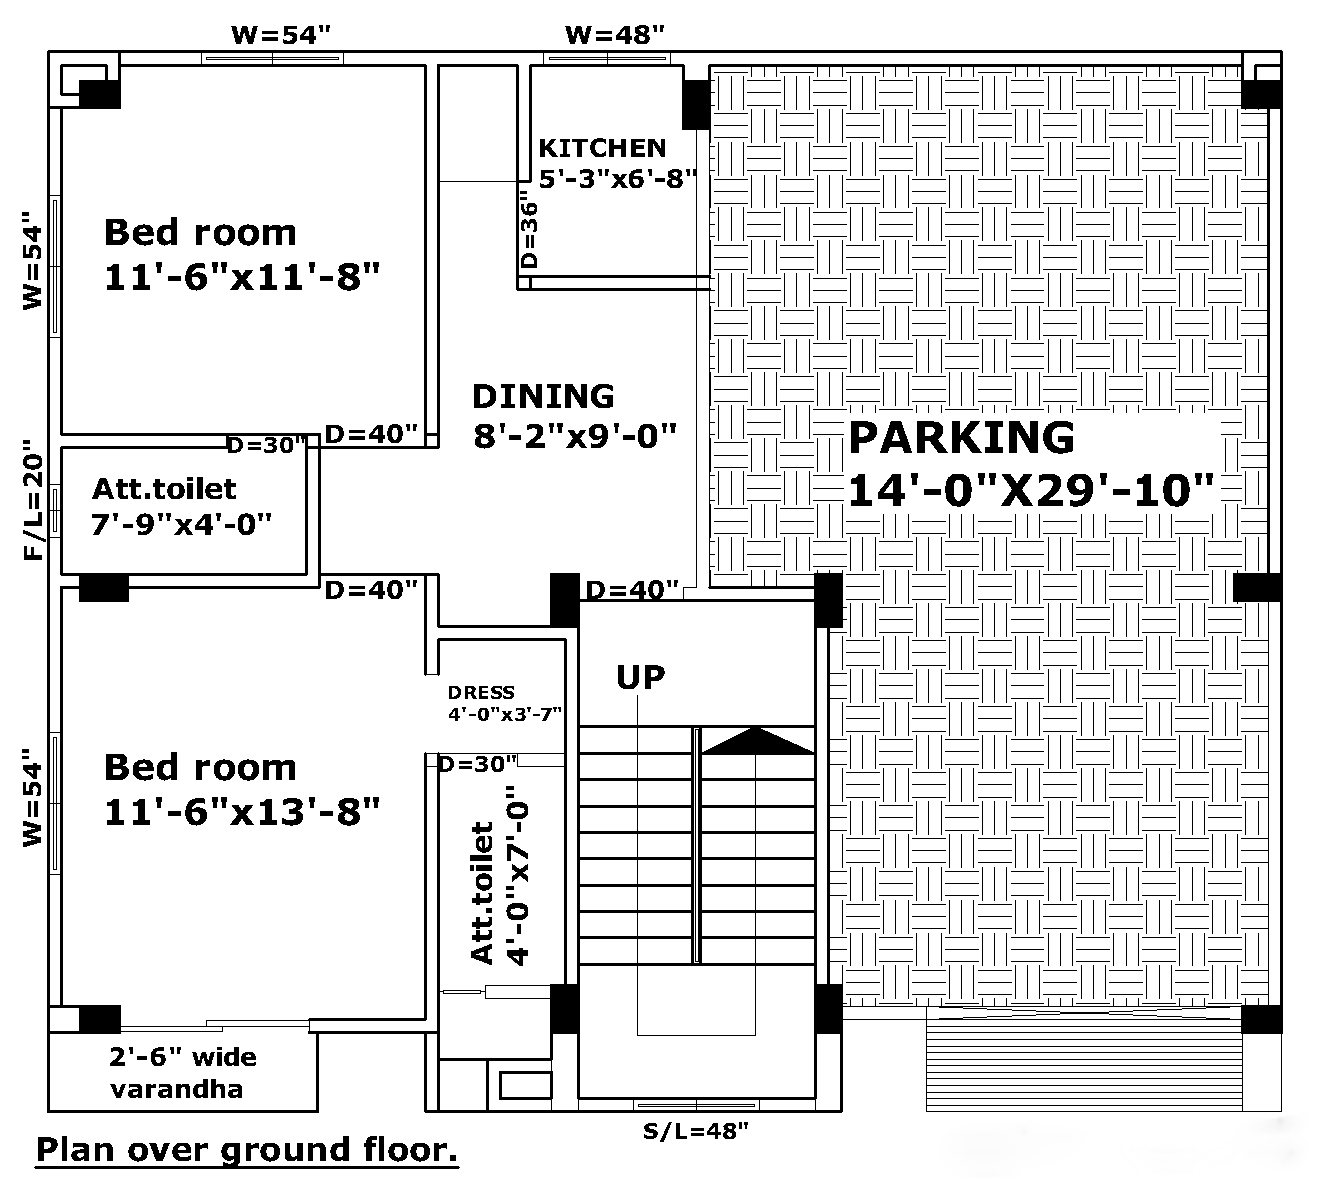 W=54"
W=48"
KITCHEN
5'-3"x6'-8"
D=36"
W=54"
Bed room
11'-6"x11'-8"
DINING
8'-2"x9'-0"
PARKING
14'-0"X29'-10"
D=30"
D=40"
F/L=20"
Att.toilet
7'-9"x4'-0"
D=40"
D=40"
UP
DRESS
4'-0"x3'-7"
D=30"
W=54"
Bed room
11'-6"x13'-8"
Att.toilet
4'-0"x7'-0"
2'-6" wide
varandha
S/L=48"
Plan over ground floor.